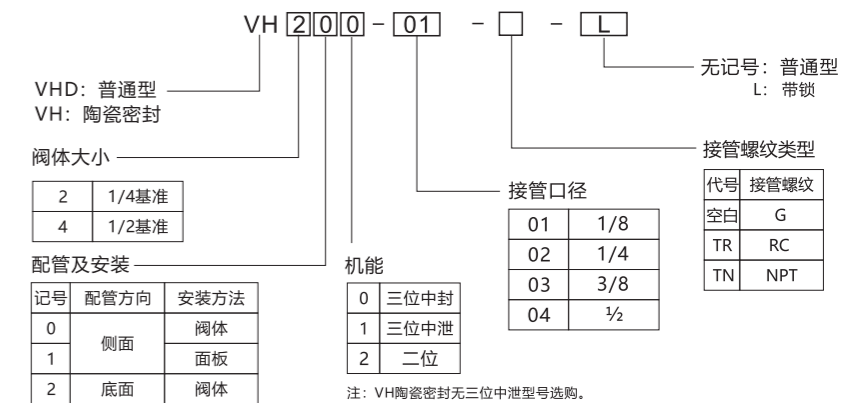 VH 2 0 0 - 01 - □ - L
VHD：普通型
VH：陶瓷密封
无记号：普通型
L：带锁
阀体大小
2 1/4基准
4 1/2基准
接管螺纹类型
代号 接管螺纹
空白 G
TR RC
TN NPT
接管口径
01 1/8
02 1/4
03 3/8
04 ½
配管及安装
记号 配管方向 安装方法
0 侧面 阀体
1 面板
2 底面 阀体
机能
0 三位中封
1 三位中泄
2 二位
注：VH陶瓷密封无三位中泄型号选购。